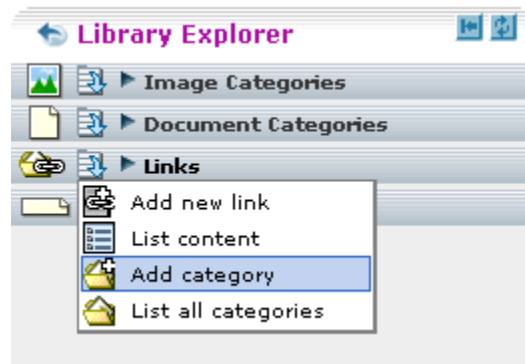 Library Explorer
Image Categories
Document Categories
Links
Add new link
List content
Add category
List all categories